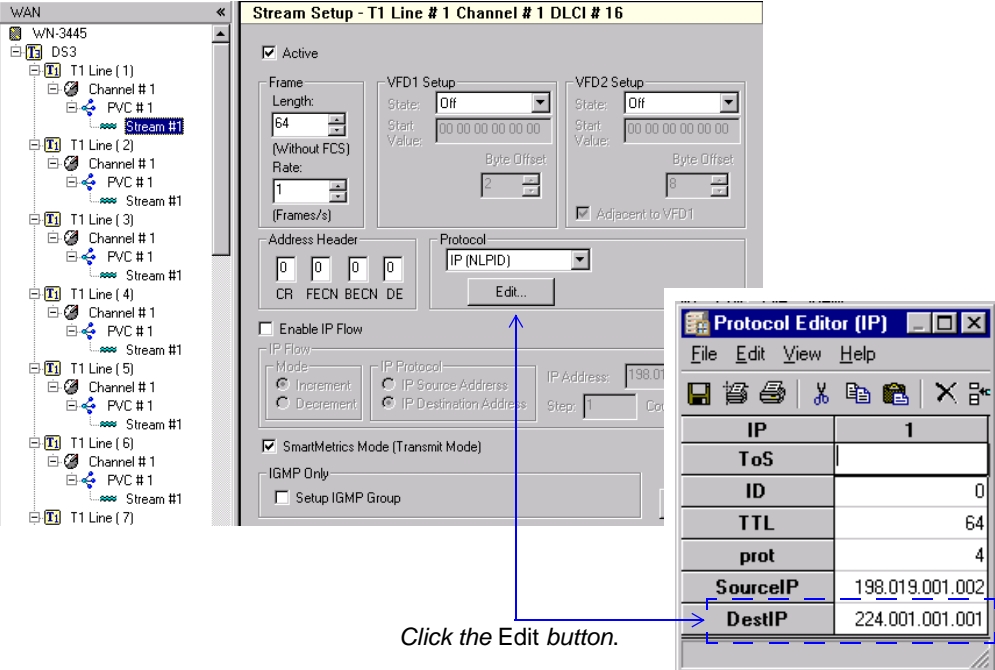 WAN «
WN-3445
DS3
T1 Line ( 1)
Channel # 1
PVC # 1
Stream #1
T1 Line ( 2)
Channel # 1
PVC # 1
Stream #1
T1 Line ( 3)
Channel # 1
PVC # 1
Stream #1
T1 Line ( 4)
Channel # 1
PVC # 1
Stream #1
T1 Line ( 5)
Channel # 1
PVC # 1
Stream #1
T1 Line ( 6)
Channel # 1
PVC # 1
Stream #1
T1 Line ( 7)
Stream Setup - T1 Line # 1 Channel # 1 DLCI # 16
Active
Frame
Length:
64
(Without FCS)
Rate:
1
(Frames/s)
VFD1 Setup
State: Off
Start Value: 00 00 00 00 00 00
Byte Offset
2
VFD2 Setup
State: Off
Start Value: 00 00 00 00 00 00
Byte Offset
8
Adjacent to VFD1
Address Header
0 0 0 0
CR FECN BECN DE
Protocol
IP (NLPID)
Edit...
Enable IP Flow
IP Flow
Mode
Increment
Decrement
IP Protocol
IP Source Addrerss
IP Destination Address
IP Address: 198.01
Step: 1 Cou
SmartMetrics Mode (Transmit Mode)
IGMP Only
Setup IGMP Group
Protocol Editor (IP)
File Edit View Help
IP 1
ToS
ID 0
TTL 64
prot 4
SourceIP 198.019.001.002
DestIP 224.001.001.001
Click the Edit button.